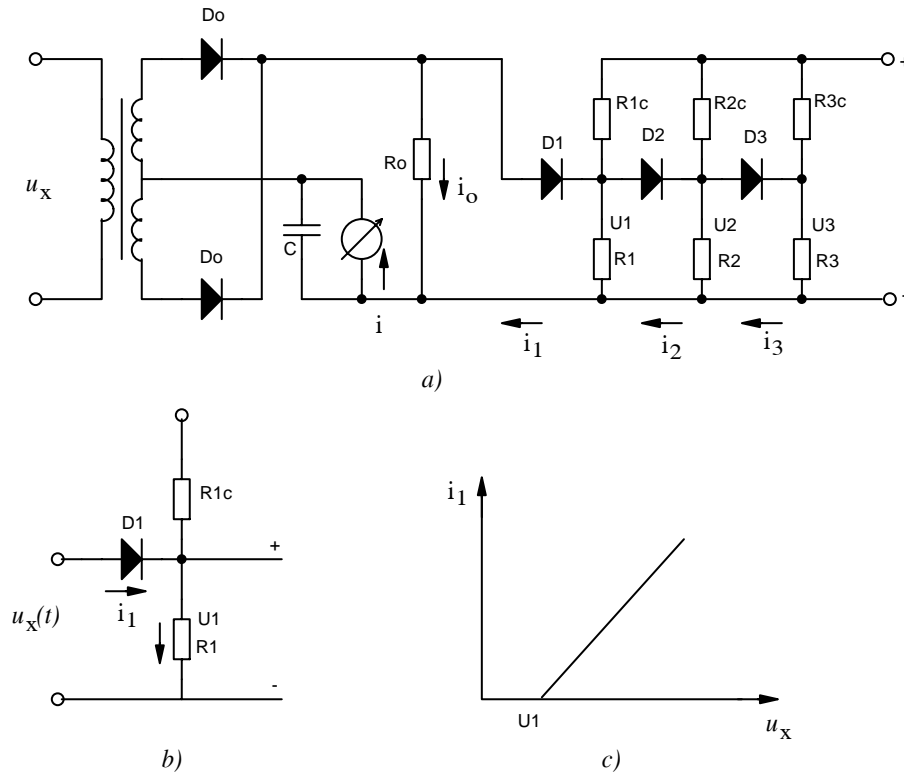 Do
+
R1c
R2c
R3c
D1
D2
D3
Ro
u x
i o
C
U1
U2
U3
Do
R1
R2
R3
-
i
i 1
i 2
i 3
a)
i 1
R1c
D1
+
u x (t)
i 1
U1
R1
-
U1
u x
b)
c)